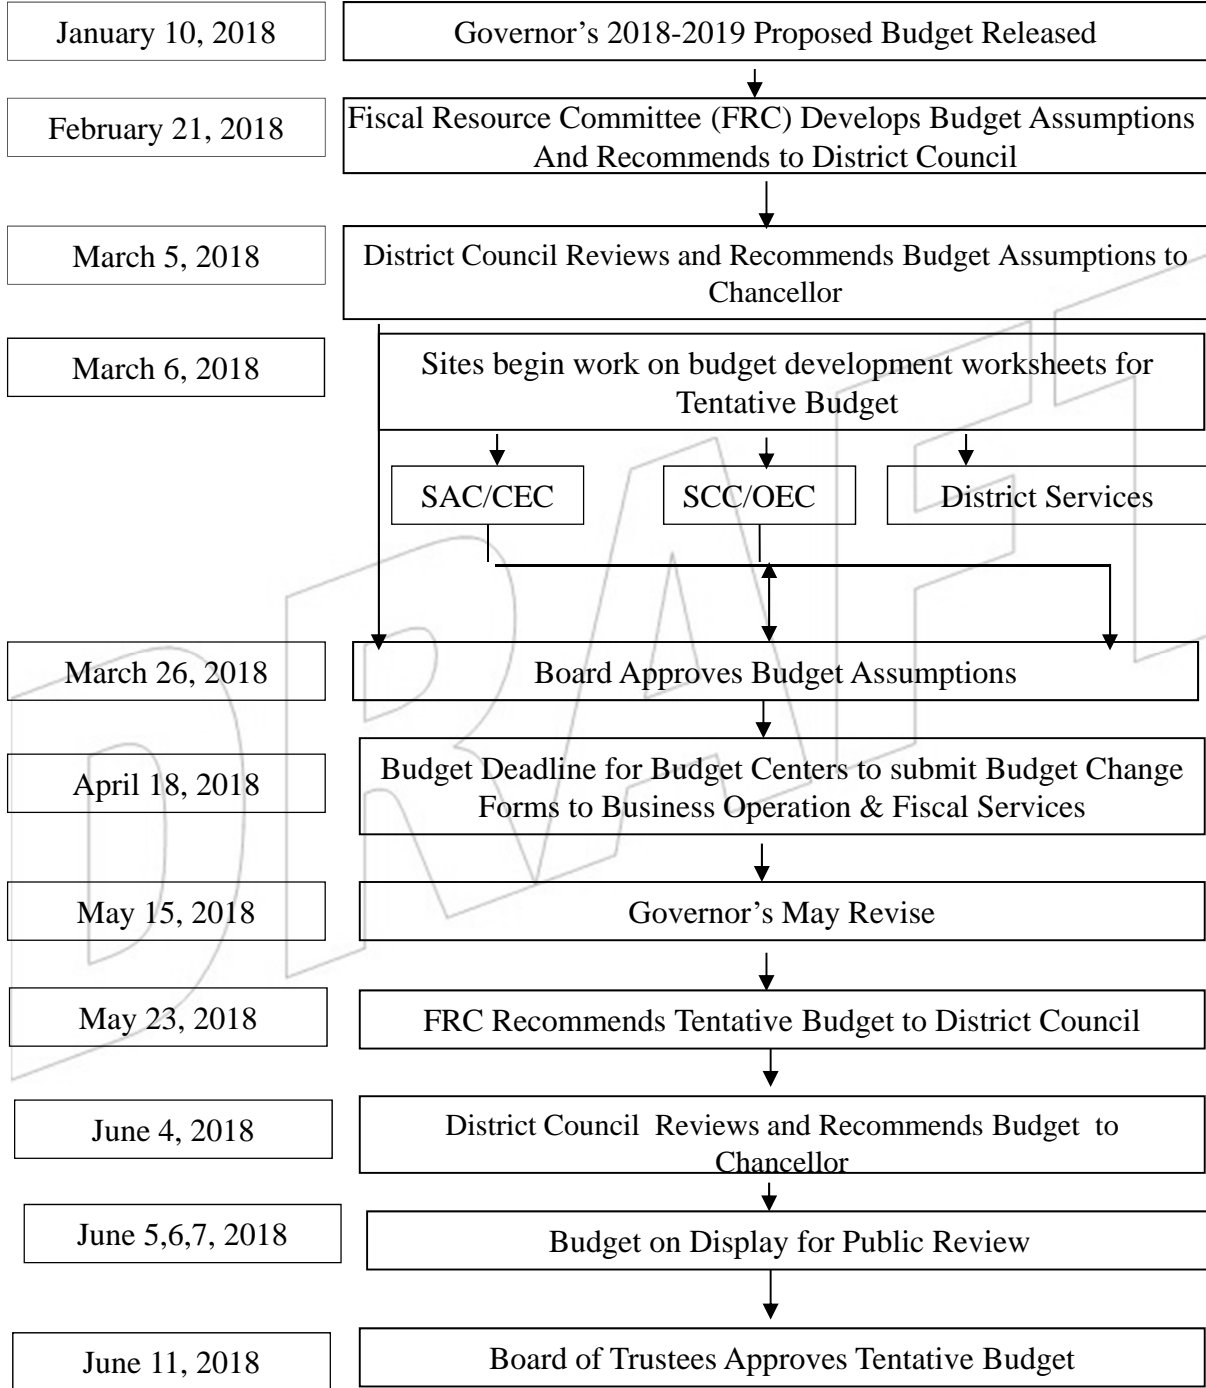 January 10, 2018
Governor’s 2018-2019 Proposed Budget Released
February 21, 2018
Fiscal Resource Committee (FRC) Develops Budget Assumptions
And Recommends to District Council
March 5, 2018
District Council Reviews and Recommends Budget Assumptions to
Chancellor
March 6, 2018
Sites begin work on budget development worksheets for
Tentative Budget
SAC/CEC
SCC/OEC
District Services
March 26, 2018
Board Approves Budget Assumptions
April 18, 2018
Budget Deadline for Budget Centers to submit Budget Change
Forms to Business Operation & Fiscal Services
May 15, 2018
Governor’s May Revise
May 23, 2018
FRC Recommends Tentative Budget to District Council
June 4, 2018
District Council Reviews and Recommends Budget to
Chancellor
June 5,6,7, 2018
Budget on Display for Public Review
June 11, 2018
Board of Trustees Approves Tentative Budget
DRAFT